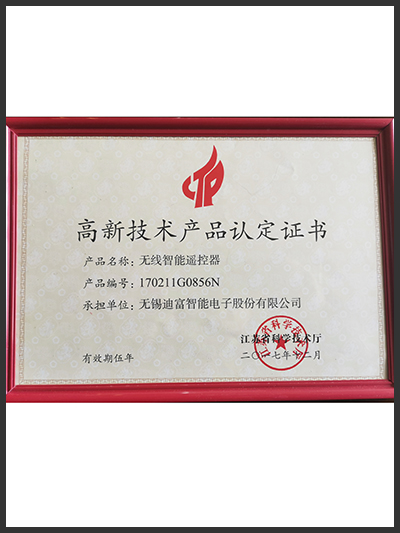 CTP
高新技术产品认定证书
产品名称：无线智能遥控器
产品编号：170211G0856N
承担单位：无锡迪富智能电子股份有限公司
江苏省科学技术厅
有效期伍年
二〇一七年十二月